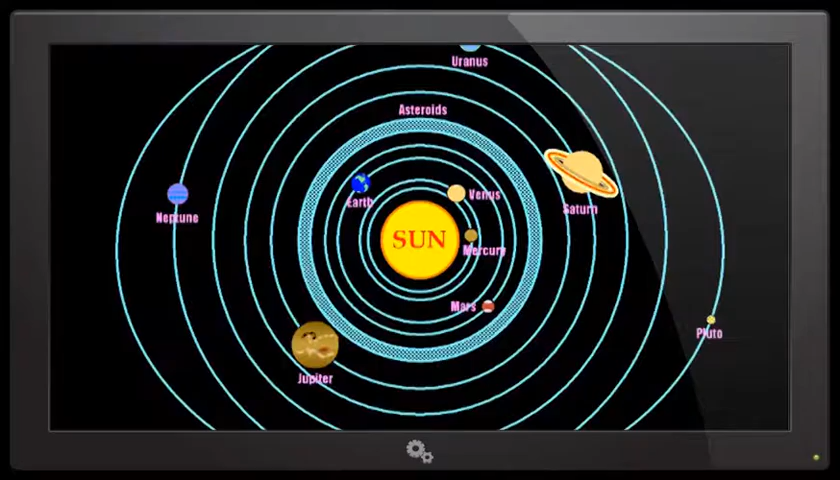 Uranus
Asteroids
Earth
Venus
Neptune
Saturn
SUN
Mercury
Mars
Pluto
Jupiter